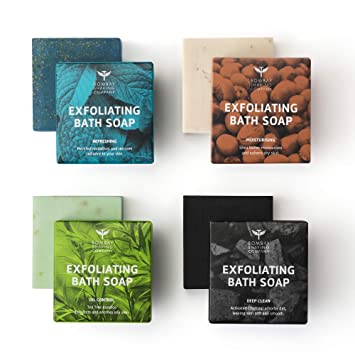 BOMBAY
SHAVING
COMPANY
EXFOLIATING
BATH SOAP
REFRESHING
BOMBAY
SHAVING
COMPANY
EXFOLIATING
BATH SOAP
MOISTURISING
BOMBAY
SHAVING
COMPANY
EXFOLIATING
BATH SOAP
OIL CONTROL
BOMBAY
SHAVING
COMPANY
EXFOLIATING
BATH SOAP
DEEP CLEAN